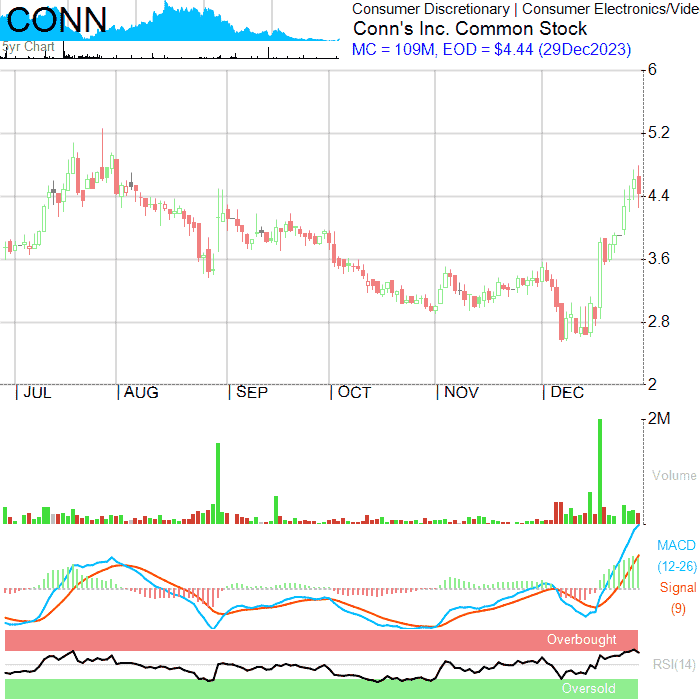 CONN
5yr Chart
Consumer Discretionary | Consumer Electronics/Vide
Conn's Inc. Common Stock
MC = 109M, EOD = $4.44 (29Dec2023)
6
5.2
4.4
3.6
2.8
2
JUL AUG SEP OCT NOV DEC
2M
Volume
MACD
(12-26)
Signal
(9)
Overbought
RSI(14)
Oversold